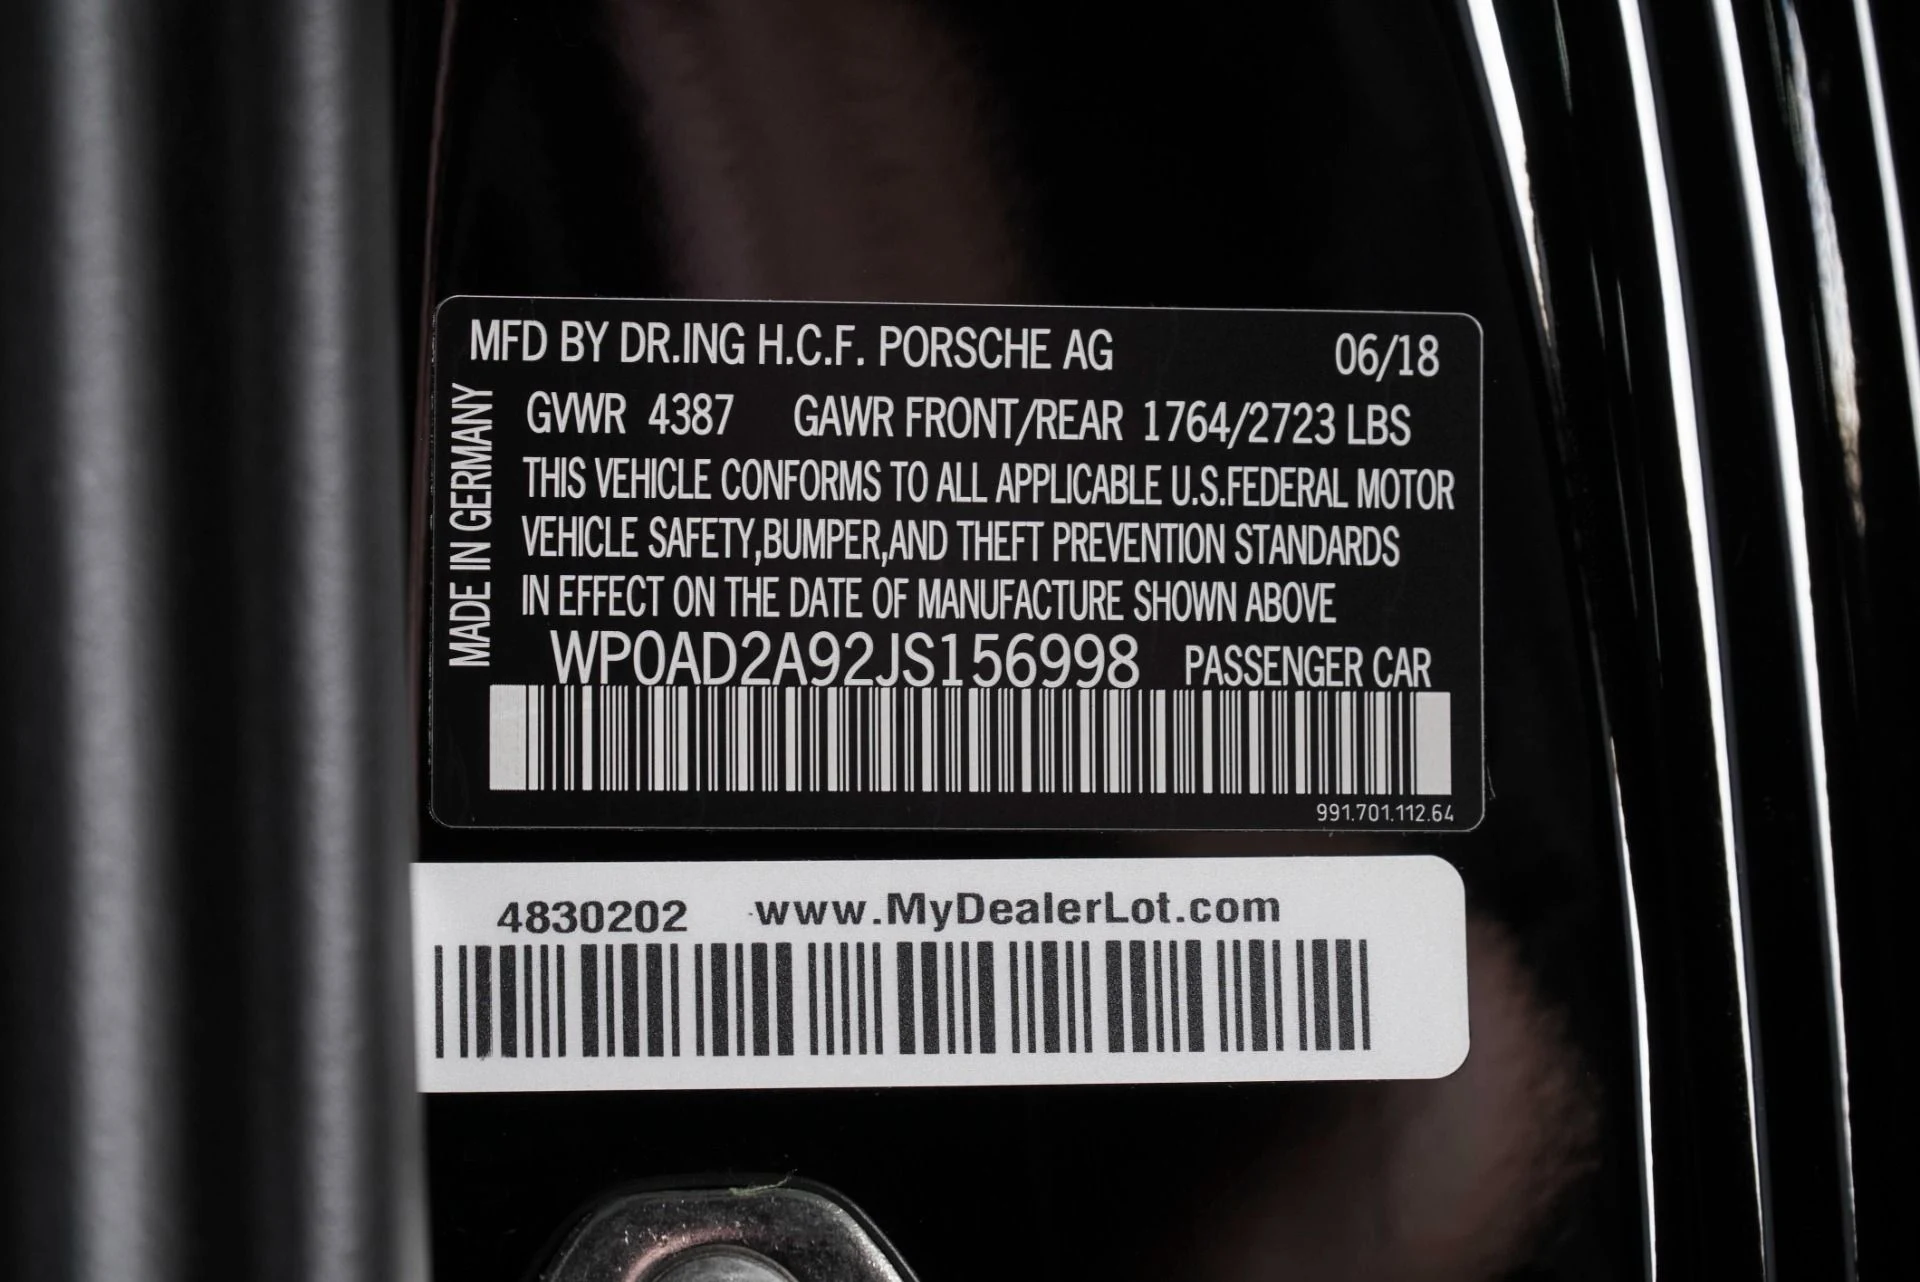 MFD BY DR.ING H.C.F. PORSCHE AG 06/18
MADE IN GERMANY
GVWR 4387 GAWR FRONT/REAR 1764/2723 LBS
THIS VEHICLE CONFORMS TO ALL APPLICABLE U.S.FEDERAL MOTOR
VEHICLE SAFETY,BUMPER,AND THEFT PREVENTION STANDARDS
IN EFFECT ON THE DATE OF MANUFACTURE SHOWN ABOVE
WP0AD2A92JS156998 PASSENGER CAR
991.701.112.64
4830202 www.MyDealerLot.com